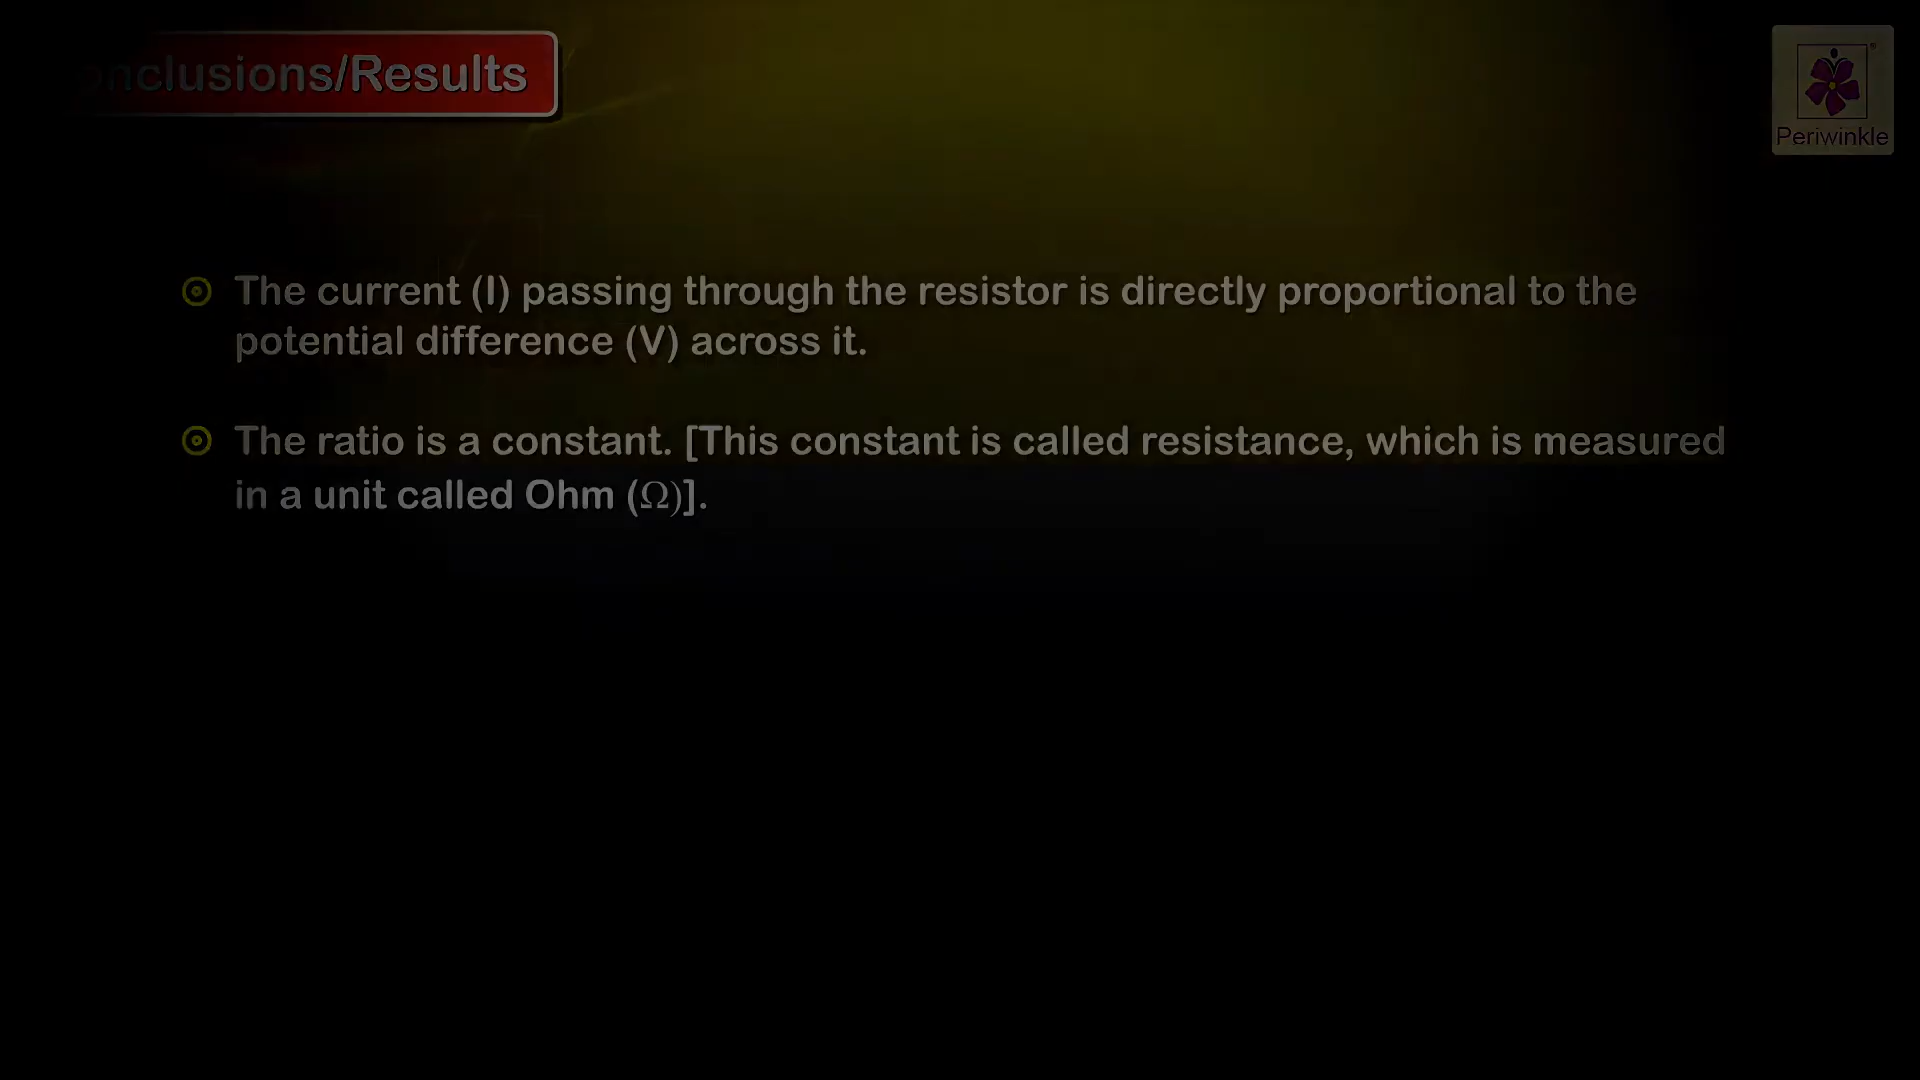 onclusions/Results
Periwinkle
The current (I) passing through the resistor is directly proportional to the
potential difference (V) across it.
The ratio is a constant. [This constant is called resistance, which is measured
in a unit called Ohm (Ω)].